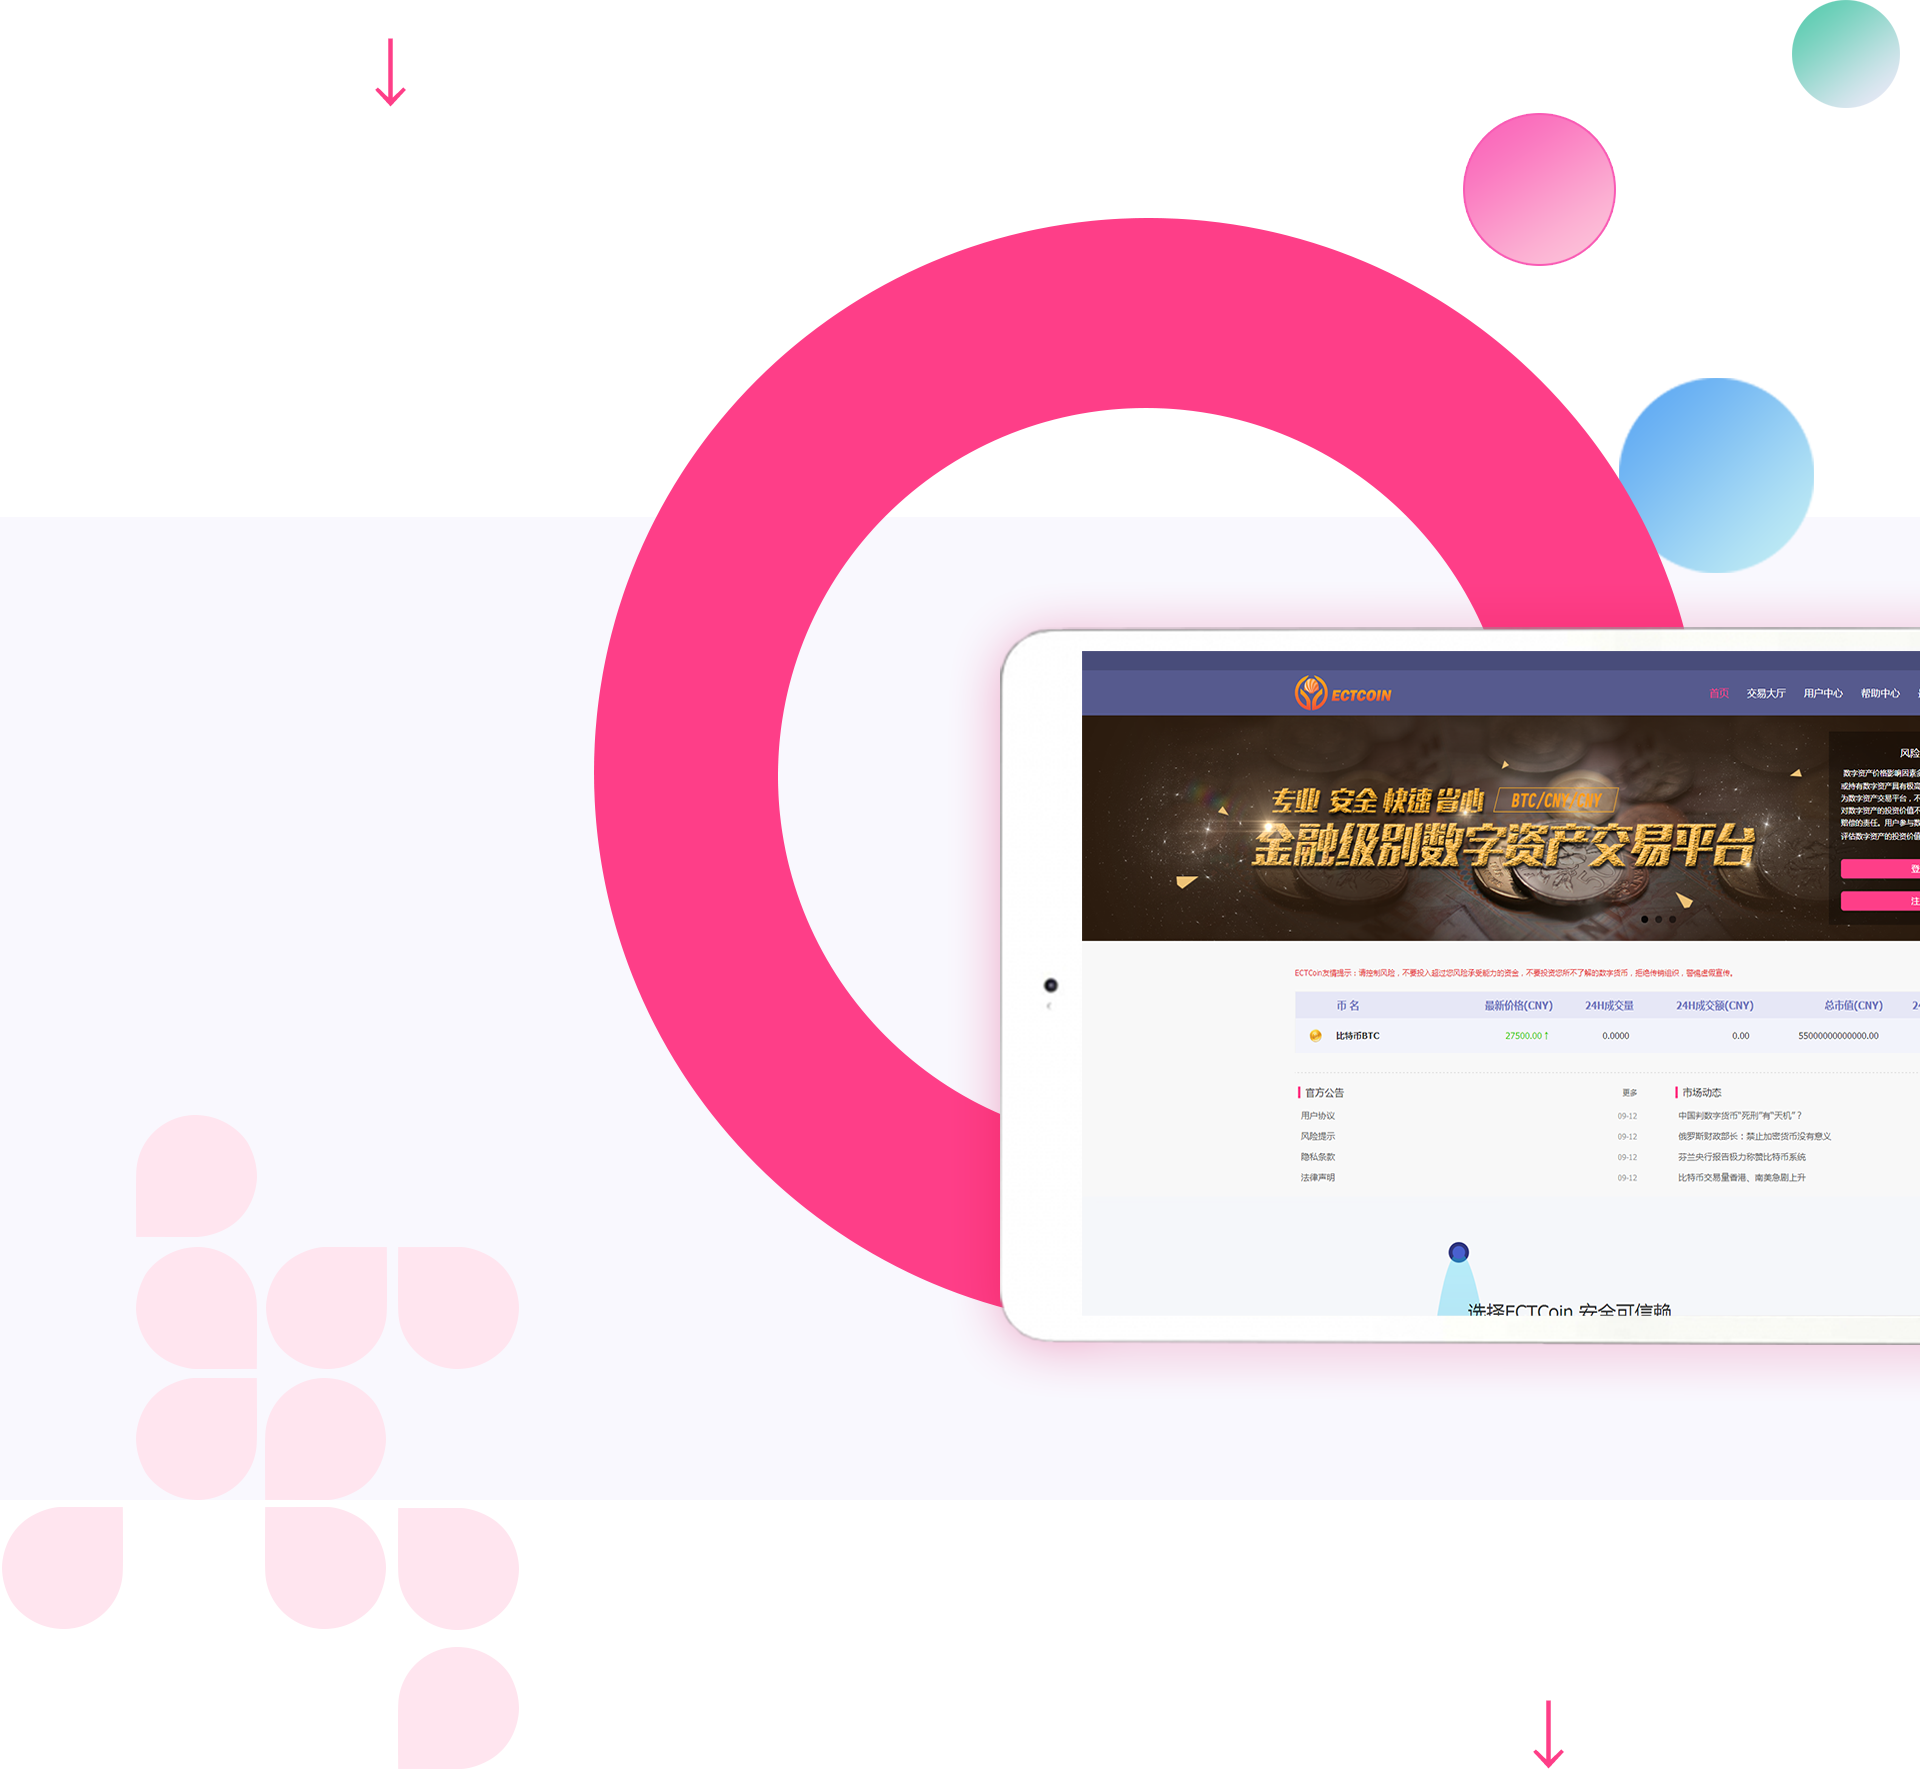 ECTCOIN
首页 交易大厅 用户中心 帮助中心
专业 安全 快速 省心 BTC/CNY/CNY
金融级别数字资产交易平台
风险
数字资产价格影响因素
或持有数字资产具有极高
为数字资产交易平台，不
对数字资产的投资价值不
赔偿的责任。用户参与数
评估数字资产的投资价值
登
注
ECTCoin友情提示：请控制风险，不要投入超过您风险承受能力的资金，不要投资您所不了解的数字货币，拒绝传销组织，警惕虚假宣传。
币 名 最新价格(CNY) 24H成交量 24H成交额(CNY) 总市值(CNY) 2
比特币BTC 27500.00↑ 0.0000 0.00 55000000000000.00
官方公告 更多
用户协议 09-12
风险提示 09-12
隐私条款 09-12
法律声明 09-12
市场动态
中国判数字货币"死刑"有"天机"？
俄罗斯财政部长：禁止加密货币没有意义
芬兰央行报告极力称赞比特币系统
比特币交易量香港、南美急剧上升
选择ECTCoin 安全可信赖